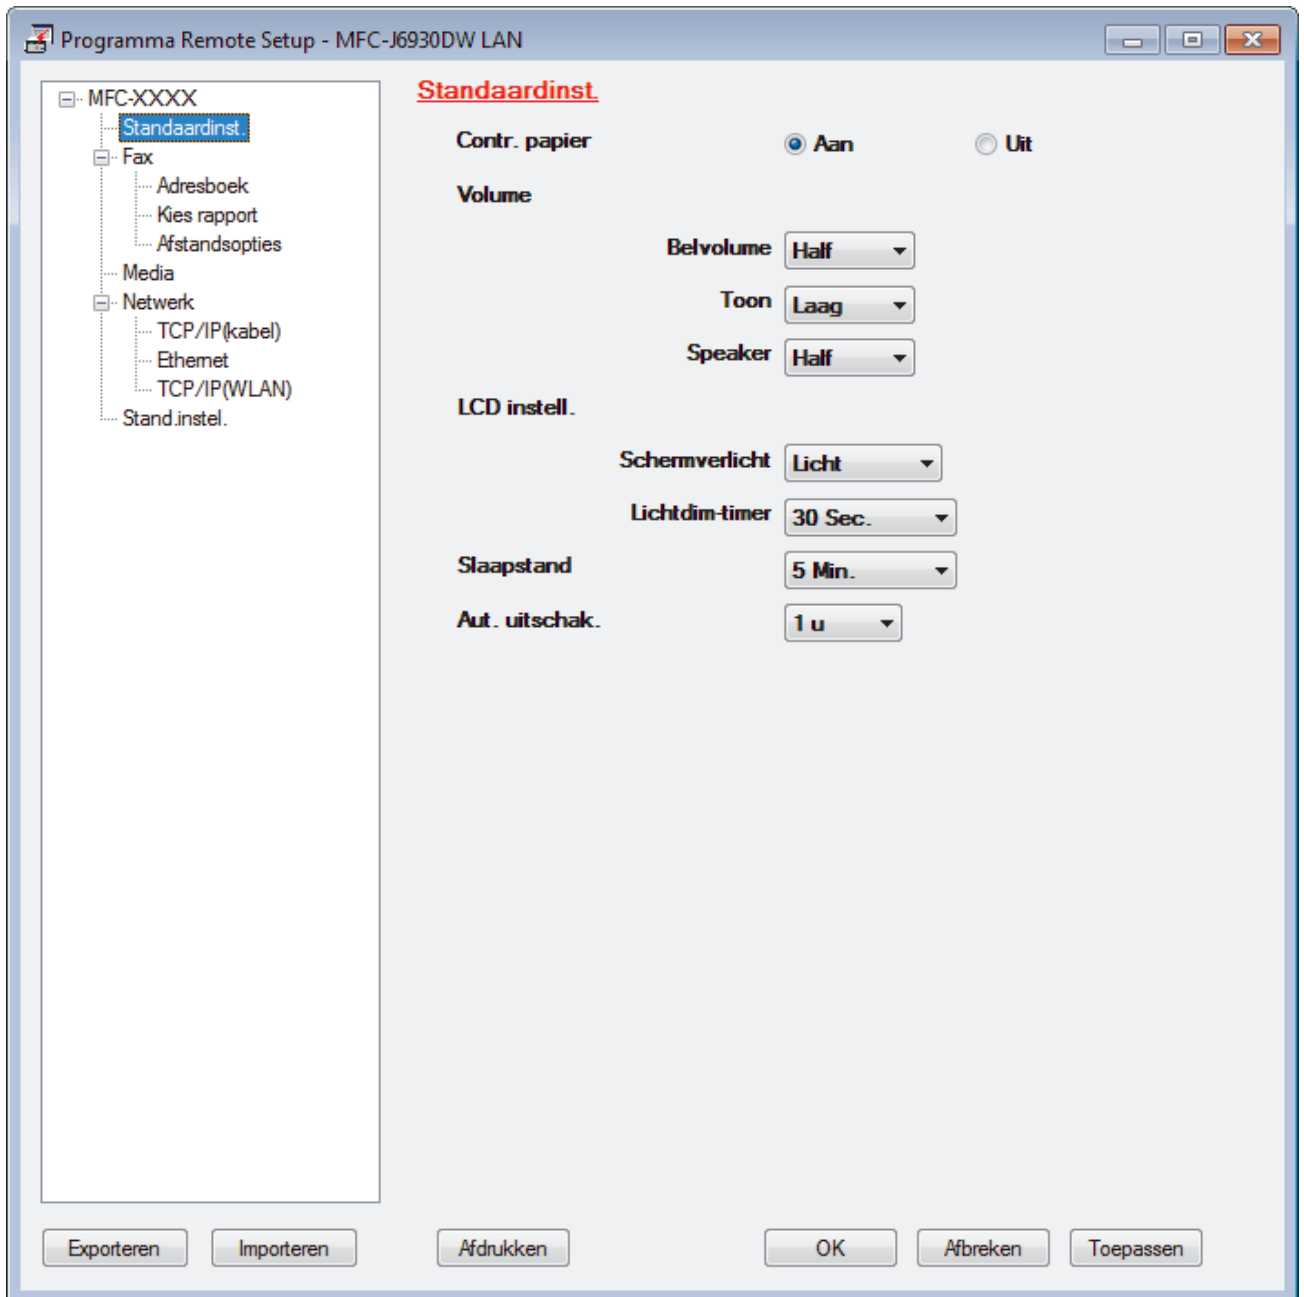 Programma Remote Setup - MFC-J6930DW LAN
MFC-XXXX
Standaardinst.
Fax
Adresboek
Kies rapport
Afstandsopties
Media
Netwerk
TCP/IP(kabel)
Ethernet
TCP/IP(WLAN)
Stand.instel.
Standaardinst.
Contr. papier Aan Uit
Volume
Belvolume Half
Toon Laag
Speaker Half
LCD instell.
Schermverlicht Licht
Lichtdim-timer 30 Sec.
Slaapstand 5 Min.
Aut. uitschak. 1 u
Exporteren Importeren Afdrukken OK Afbreken Toepassen